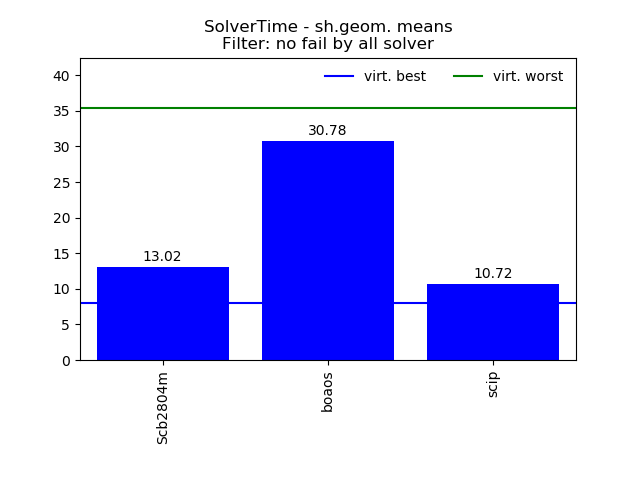 SolverTime - sh.geom. means
Filter: no fail by all solver
virt. best
virt. worst
40
35
30
25
20
15
10
5
0
13.02
30.78
10.72
Scb2804m
boaos
scip